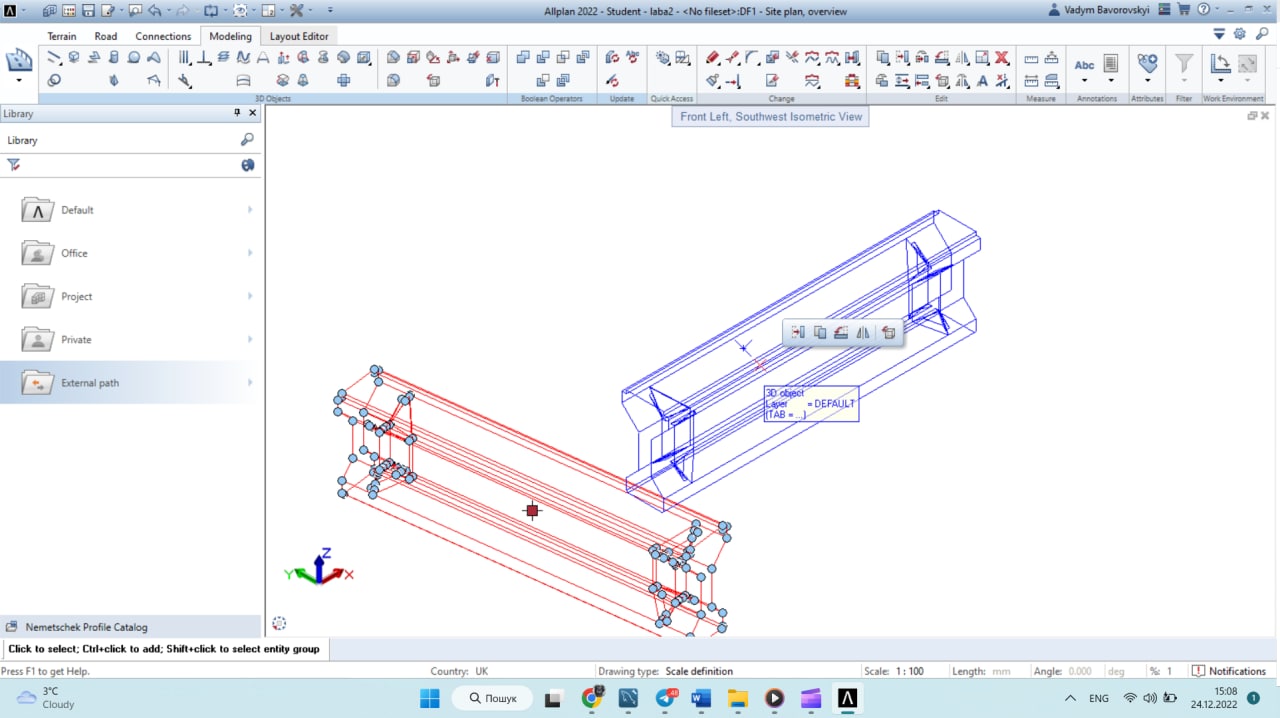 Allplan 2022 - Student - laba2 - <No fileset>:DF1 - Site plan, overview
Vadym Bavorovskyi
Terrain Road Connections Modeling Layout Editor
Abc
3D Objects Boolean Operators Update Quick Access Change Edit Measure Annotations Attributes Filter Work Environment
Library
Front Left, Southwest Isometric View
Library
Default
Office
Project
Private
External path
3D object
Layer = DEFAULT
(TAB = ...)
Z
Y X
Nemetschek Profile Catalog
Click to select; Ctrl+click to add; Shift+click to select entity group
Press F1 to get Help. Country: UK Drawing type: Scale definition Scale: 1 : 100 Length: mm Angle: 0.000 deg %: 1 Notifications
3°C
Cloudy
Пошук
ENG
15:08
24.12.2022
1